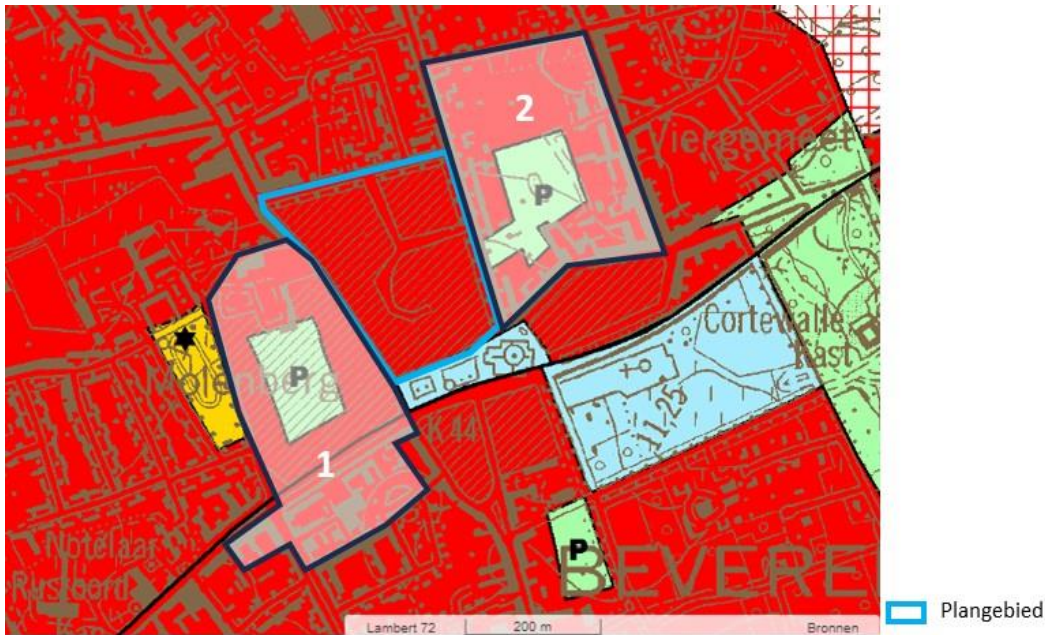 2
Viergemeet
P
Cortewalle
Kast
Molenberg
P
K 44
11,25
1
Notelaar
Rustoord
P
BEVERE
Lambert 72
200 m
Bronnen
Plangebied